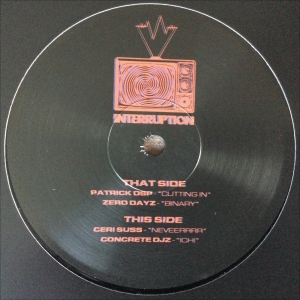 INTERRUPTION
THAT SIDE
PATRICK DSP - "CUTTING IN"
ZERO DAYZ - "BINARY"
THIS SIDE
CERI SUSS - "NEVEERRRR"
CONCRETE DJZ - "ICHI"